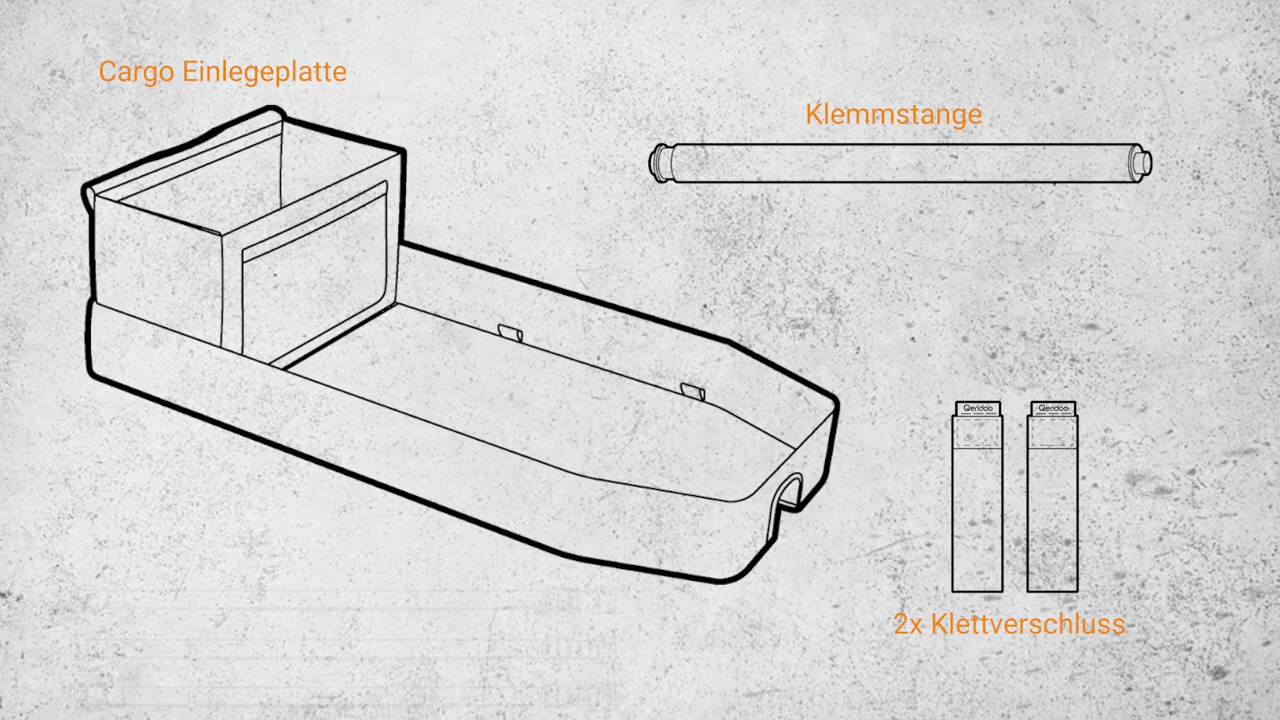 Cargo Einlegeplatte
Klemmstange
Qeridoo
Qeridoo
2x Klettverschluss